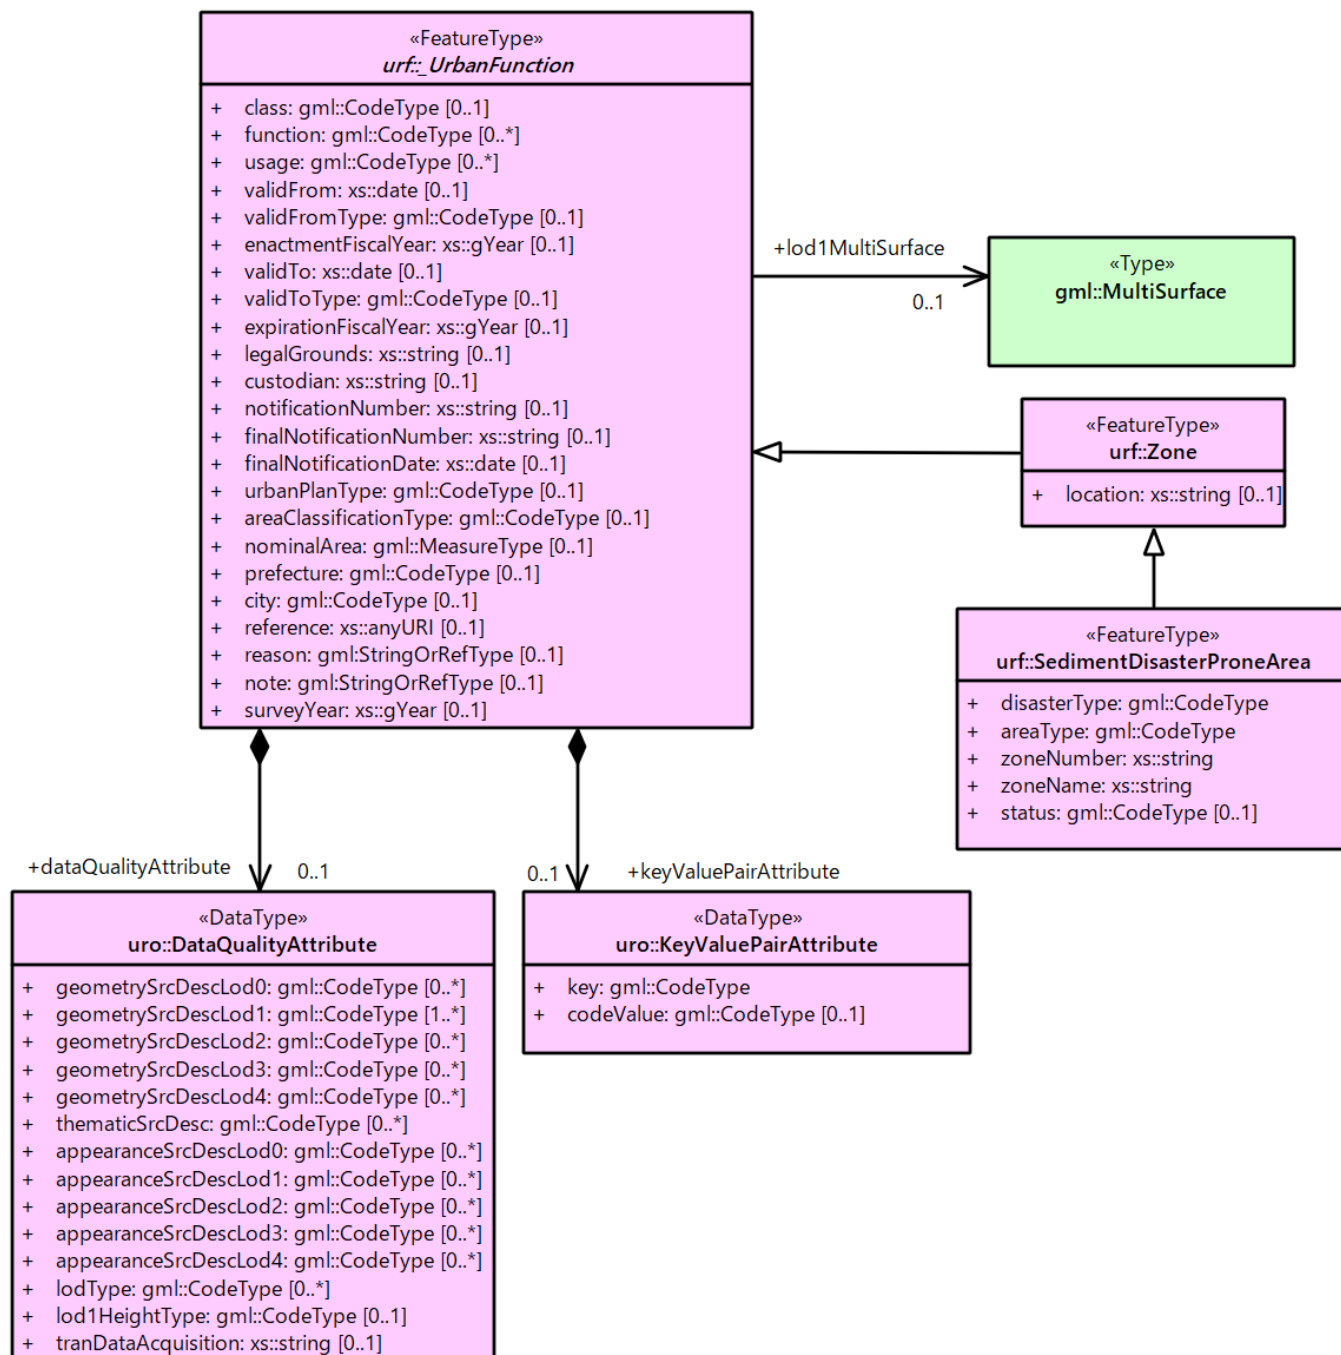 «FeatureType»
urf::_UrbanFunction
+ class: gml::CodeType [0..1]
+ function: gml::CodeType [0..*]
+ usage: gml::CodeType [0..*]
+ validFrom: xs::date [0..1]
+ validFromType: gml::CodeType [0..1]
+ enactmentFiscalYear: xs::gYear [0..1]
+ validTo: xs::date [0..1]
+ validToType: gml::CodeType [0..1]
+ expirationFiscalYear: xs::gYear [0..1]
+ legalGrounds: xs::string [0..1]
+ custodian: xs::string [0..1]
+ notificationNumber: xs::string [0..1]
+ finalNotificationNumber: xs::string [0..1]
+ finalNotificationDate: xs::date [0..1]
+ urbanPlanType: gml::CodeType [0..1]
+ areaClassificationType: gml::CodeType [0..1]
+ nominalArea: gml::MeasureType [0..1]
+ prefecture: gml::CodeType [0..1]
+ city: gml::CodeType [0..1]
+ reference: xs::anyURI [0..1]
+ reason: gml:StringOrRefType [0..1]
+ note: gml:StringOrRefType [0..1]
+ surveyYear: xs::gYear [0..1]
+lod1MultiSurface
0..1
«Type»
gml::MultiSurface
«FeatureType»
urf::Zone
+ location: xs::string [0..1]
«FeatureType»
urf::SedimentDisasterProneArea
+ disasterType: gml::CodeType
+ areaType: gml::CodeType
+ zoneNumber: xs::string
+ zoneName: xs::string
+ status: gml::CodeType [0..1]
+dataQualityAttribute
0..1
0..1
+keyValuePairAttribute
«DataType»
uro::DataQualityAttribute
+ geometrySrcDescLod0: gml::CodeType [0..*]
+ geometrySrcDescLod1: gml::CodeType [1..*]
+ geometrySrcDescLod2: gml::CodeType [0..*]
+ geometrySrcDescLod3: gml::CodeType [0..*]
+ geometrySrcDescLod4: gml::CodeType [0..*]
+ thematicSrcDesc: gml::CodeType [0..*]
+ appearanceSrcDescLod0: gml::CodeType [0..*]
+ appearanceSrcDescLod1: gml::CodeType [0..*]
+ appearanceSrcDescLod2: gml::CodeType [0..*]
+ appearanceSrcDescLod3: gml::CodeType [0..*]
+ appearanceSrcDescLod4: gml::CodeType [0..*]
+ lodType: gml::CodeType [0..*]
+ lod1HeightType: gml::CodeType [0..1]
+ tranDataAcquisition: xs::string [0..1]
«DataType»
uro::KeyValuePairAttribute
+ key: gml::CodeType
+ codeValue: gml::CodeType [0..1]